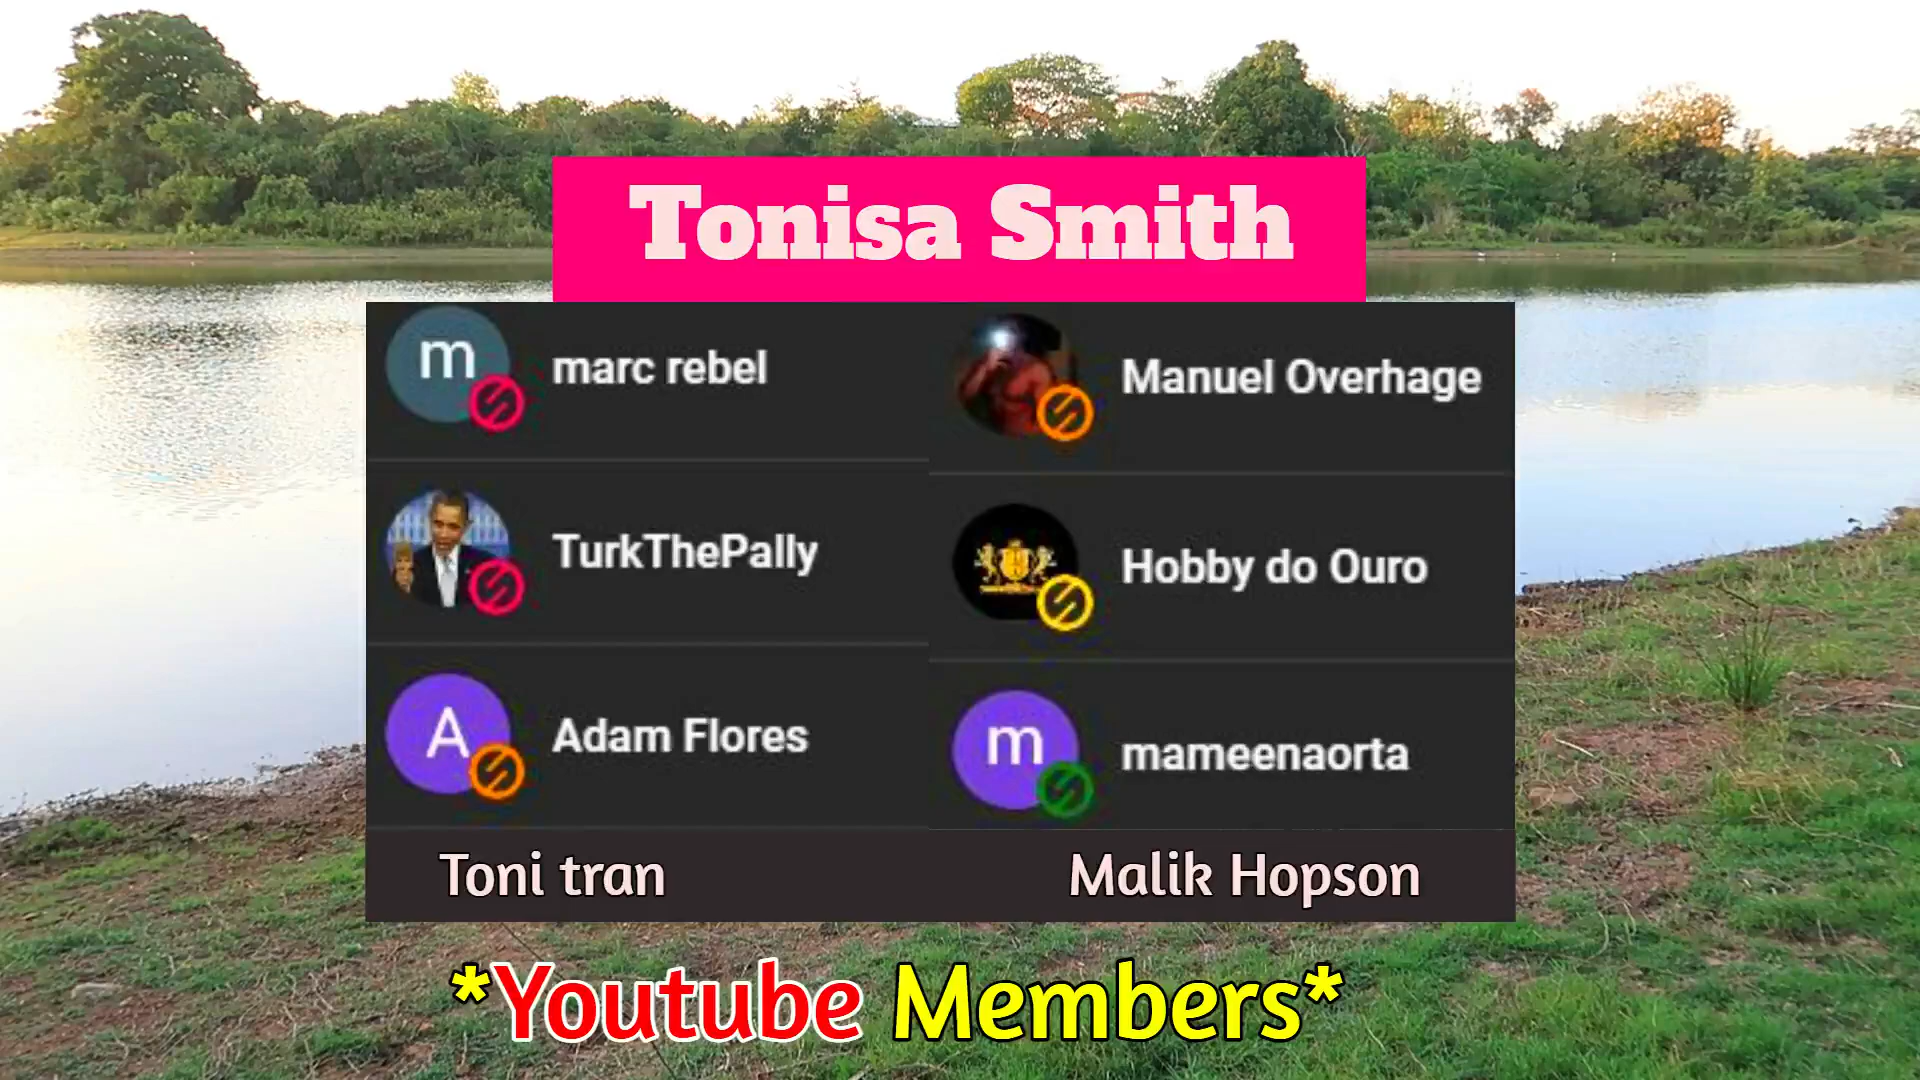 Tonisa Smith
m marc rebel
TurkThePally
A Adam Flores
Manuel Overhage
Hobby do Ouro
m mameenaorta
Toni tran
Malik Hopson
*Youtube Members*